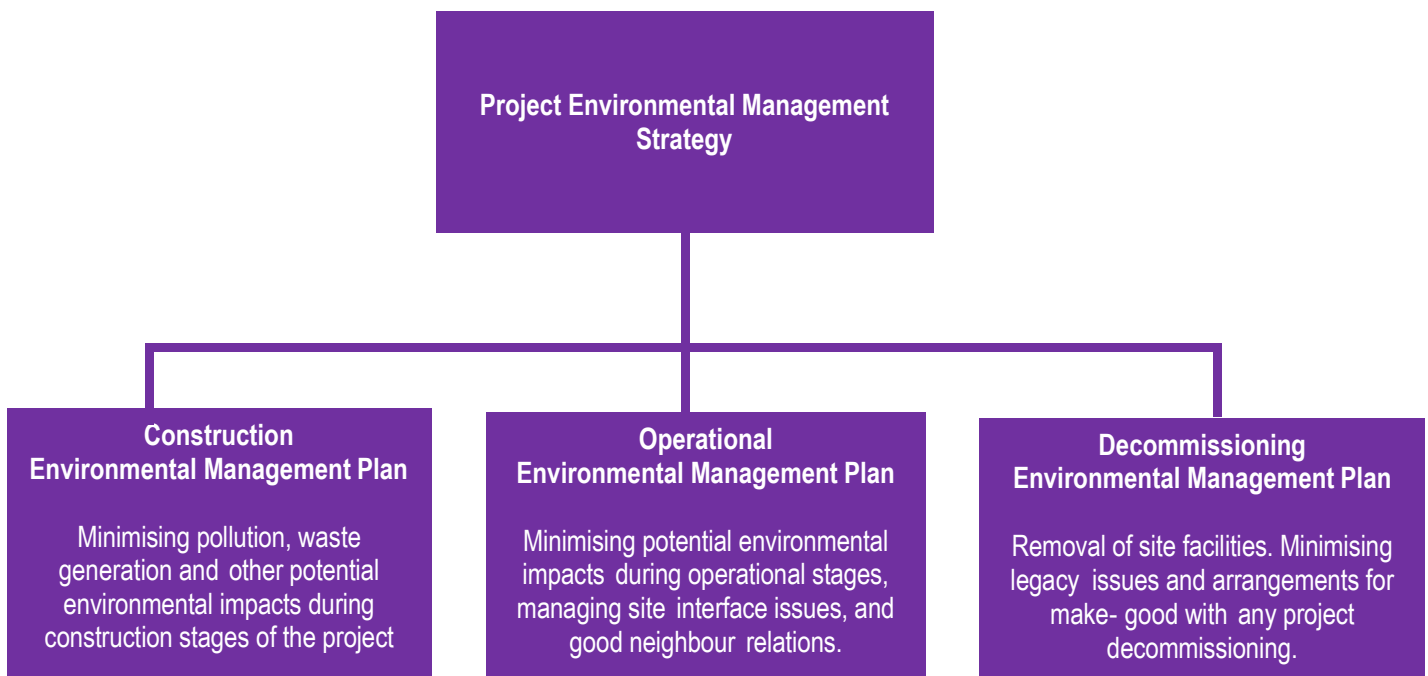 Project Environmental Management
Strategy
Construction
Environmental Management Plan
Minimising pollution, waste
generation and other potential
environmental impacts during
construction stages of the project
Operational
Environmental Management Plan
Minimising potential environmental
impacts during operational stages,
managing site interface issues, and
good neighbour relations.
Decommissioning
Environmental Management Plan
Removal of site facilities. Minimising
legacy issues and arrangements for
make- good with any project
decommissioning.